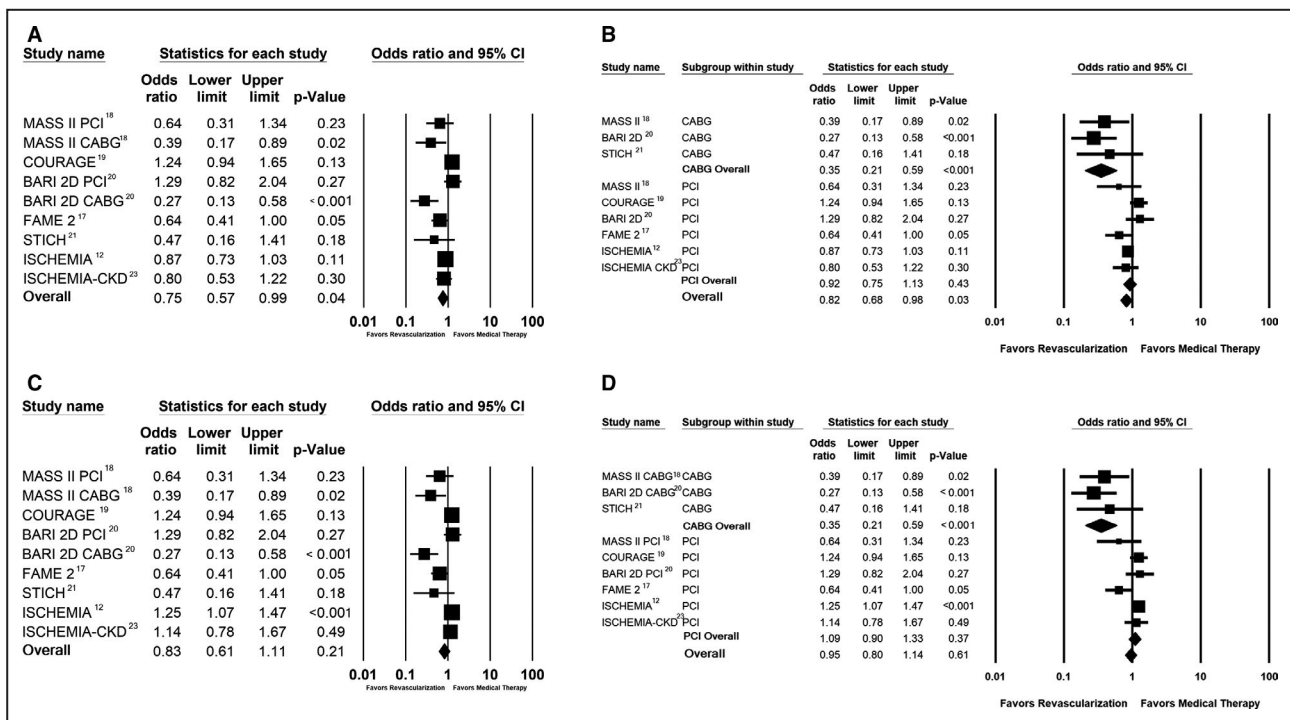 A
Study name Statistics for each study Odds ratio and 95% CI
Odds ratio Lower limit Upper limit p-Value
MASS II PCI 18 0.64 0.31 1.34 0.23
MASS II CABG 18 0.39 0.17 0.89 0.02
COURAGE 19 1.24 0.94 1.65 0.13
BARI 2D PCI 20 1.29 0.82 2.04 0.27
BARI 2D CABG 20 0.27 0.13 0.58 <0.001
FAME 2 17 0.64 0.41 1.00 0.05
STICH 21 0.47 0.16 1.41 0.18
ISCHEMIA 12 0.87 0.73 1.03 0.11
ISCHEMIA-CKD 23 0.80 0.53 1.22 0.30
Overall 0.75 0.57 0.99 0.04
0.01 0.1 1 10 100
Favors Revascularization Favors Medical Therapy
B
Study name Subgroup within study Statistics for each study Odds ratio and 95% CI
Odds ratio Lower limit Upper limit p-Value
MASS II 18 CABG 0.39 0.17 0.89 0.02
BARI 2D 20 CABG 0.27 0.13 0.58 <0.001
STICH 21 CABG 0.47 0.16 1.41 0.18
CABG Overall 0.35 0.21 0.59 <0.001
MASS II 18 PCI 0.64 0.31 1.34 0.23
COURAGE 19 PCI 1.24 0.94 1.65 0.13
BARI 2D 20 PCI 1.29 0.82 2.04 0.27
FAME 2 17 PCI 0.64 0.41 1.00 0.05
ISCHEMIA 12 PCI 0.87 0.73 1.03 0.11
ISCHEMIA CKD 23 PCI 0.80 0.53 1.22 0.30
PCI Overall 0.92 0.75 1.13 0.43
Overall 0.82 0.68 0.98 0.03
0.01 0.1 1 10 100
Favors Revascularization Favors Medical Therapy
C
Study name Statistics for each study Odds ratio and 95% CI
Odds ratio Lower limit Upper limit p-Value
MASS II PCI 18 0.64 0.31 1.34 0.23
MASS II CABG 18 0.39 0.17 0.89 0.02
COURAGE 19 1.24 0.94 1.65 0.13
BARI 2D PCI 20 1.29 0.82 2.04 0.27
BARI 2D CABG 20 0.27 0.13 0.58 <0.001
FAME 2 17 0.64 0.41 1.00 0.05
STICH 21 0.47 0.16 1.41 0.18
ISCHEMIA 12 1.25 1.07 1.47 <0.001
ISCHEMIA-CKD 23 1.14 0.78 1.67 0.49
Overall 0.83 0.61 1.11 0.21
0.01 0.1 1 10 100
Favors Revascularization Favors Medical Therapy
D
Study name Subgroup within study Statistics for each study Odds ratio and 95% CI
Odds ratio Lower limit Upper limit p-Value
MASS II CABG 18 CABG 0.39 0.17 0.89 0.02
BARI 2D CABG 20 CABG 0.27 0.13 0.58 <0.001
STICH 21 CABG 0.47 0.16 1.41 0.18
CABG Overall 0.35 0.21 0.59 <0.001
MASS II PCI 18 PCI 0.64 0.31 1.34 0.23
COURAGE 19 PCI 1.24 0.94 1.65 0.13
BARI 2D PCI 20 PCI 1.29 0.82 2.04 0.27
FAME 2 17 PCI 0.64 0.41 1.00 0.05
ISCHEMIA 12 PCI 1.25 1.07 1.47 <0.001
ISCHEMIA-CKD 23 PCI 1.14 0.78 1.67 0.49
PCI Overall 1.09 0.90 1.33 0.37
Overall 0.95 0.80 1.14 0.61
0.01 0.1 1 10 100
Favors Revascularization Favors Medical Therapy